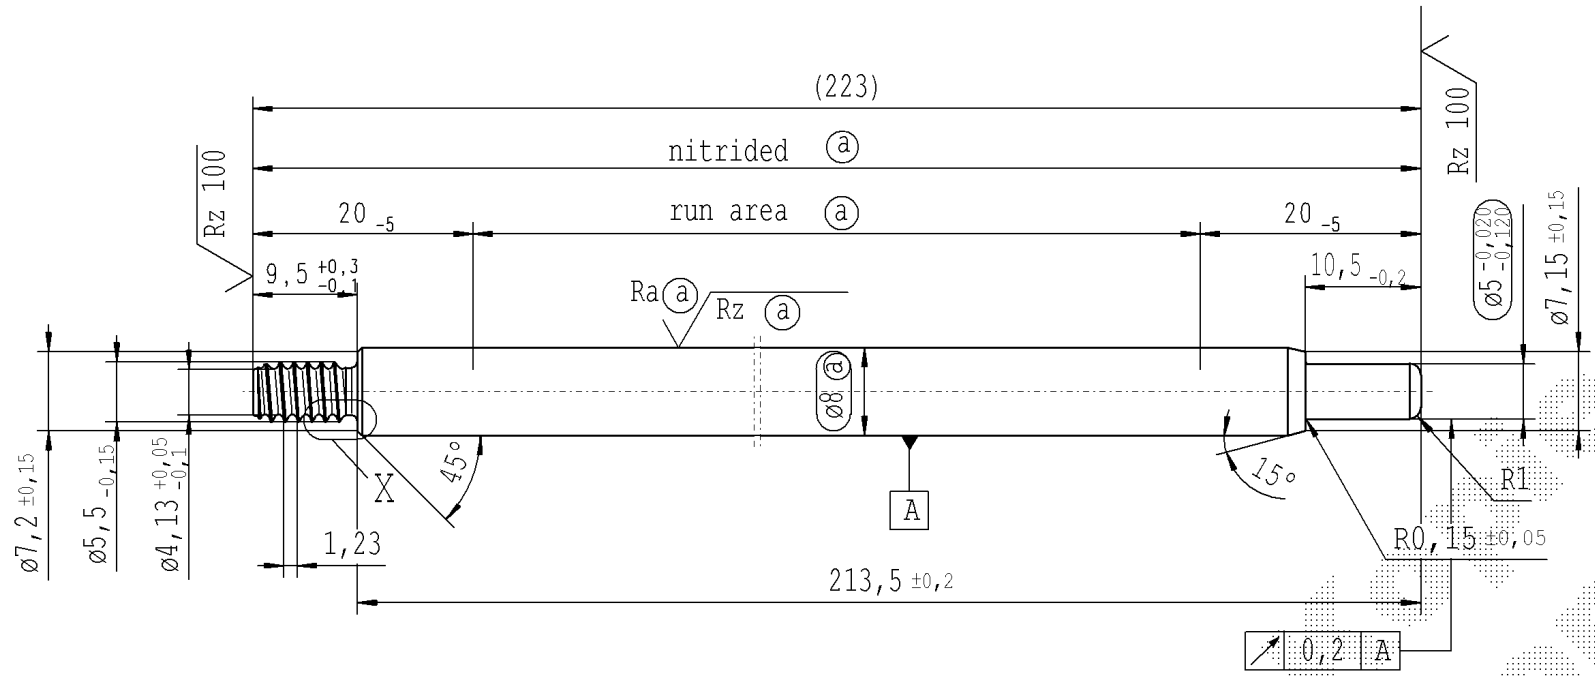 (223)
nitrided ⓐ
20 -5
run area ⓐ
20 -5
Rz 100
Rz 100
9,5 +0,3 -0,1
10,5 -0,2
ø5 -0,020 -0,120
ø7,15 ±0,15
Ra ⓐ
Rz ⓐ
ø8 ⓐ
ø7,2 ±0,15
ø5,5 -0,15
ø4,13 +0,05 -0,1
X
45°
15°
A
R1
1,23
R0,15 ±0,05
213,5 ±0,2
0,2 A